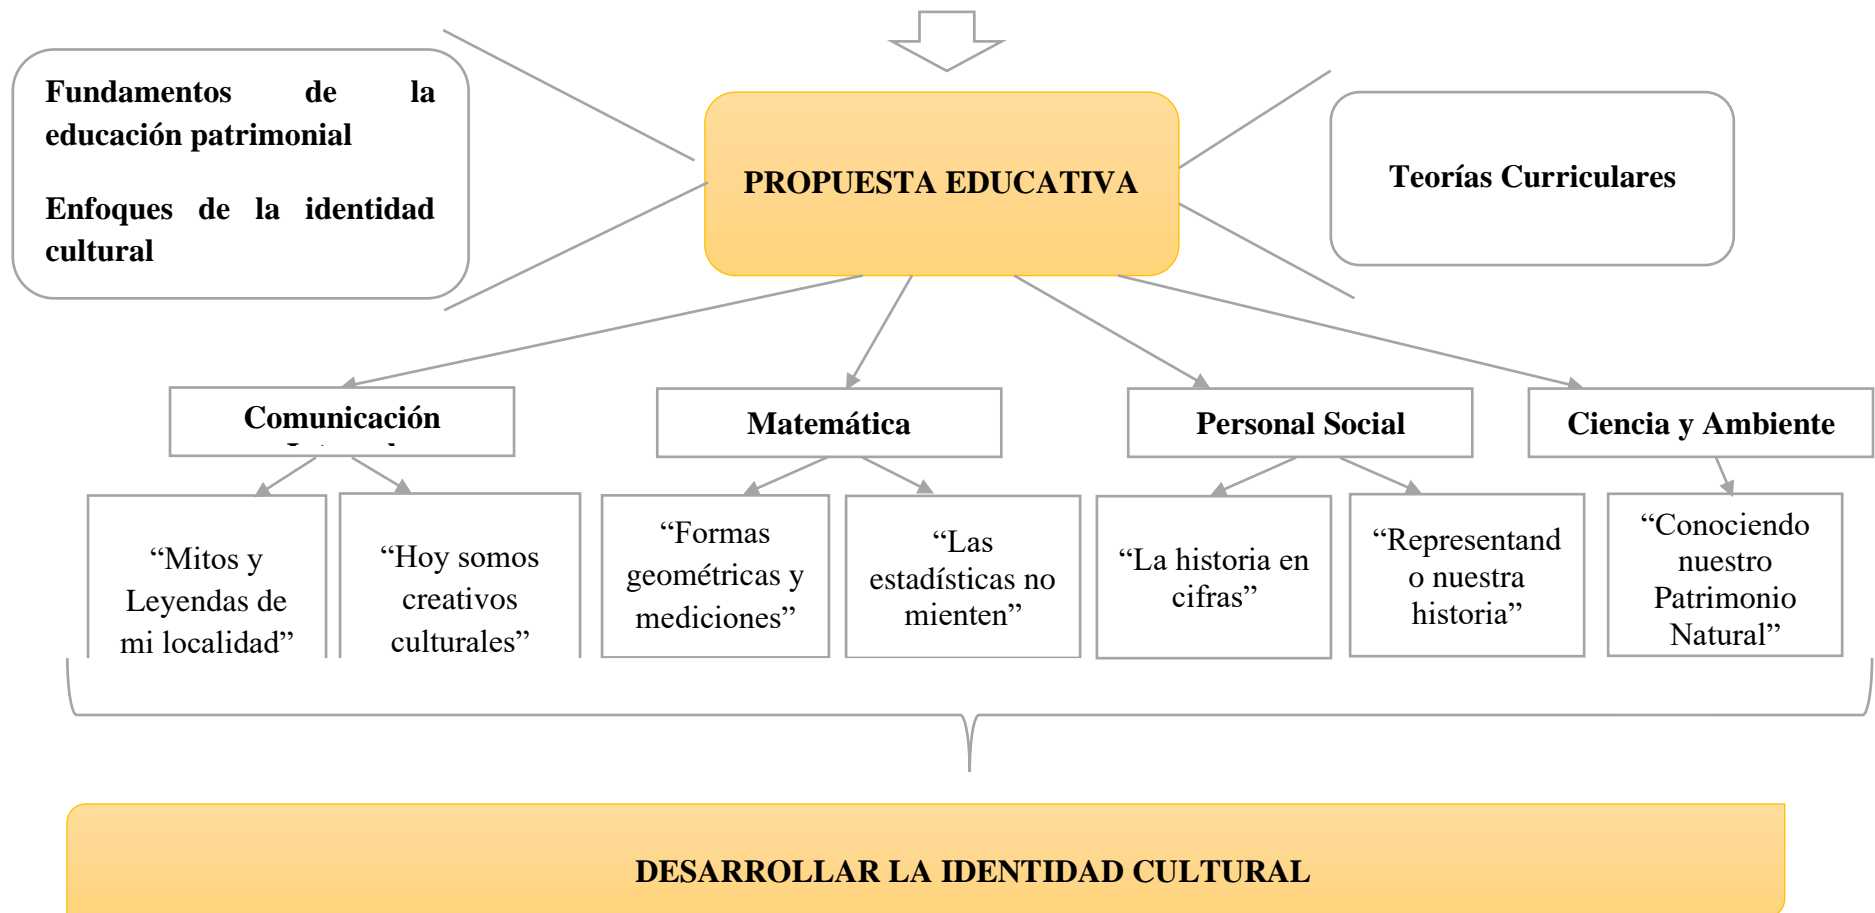 Fundamentos de la
educación patrimonial
Enfoques de la identidad
cultural
PROPUESTA EDUCATIVA
Teorías Curriculares
Comunicación
Matemática
Personal Social
Ciencia y Ambiente
“Mitos y
Leyendas de
mi localidad”
“Hoy somos
creativos
culturales”
“Formas
geométricas y
mediciones”
“Las
estadísticas no
mienten”
“La historia en
cifras”
“Representand
o nuestra
historia”
“Conociendo
nuestro
Patrimonio
Natural”
DESARROLLAR LA IDENTIDAD CULTURAL